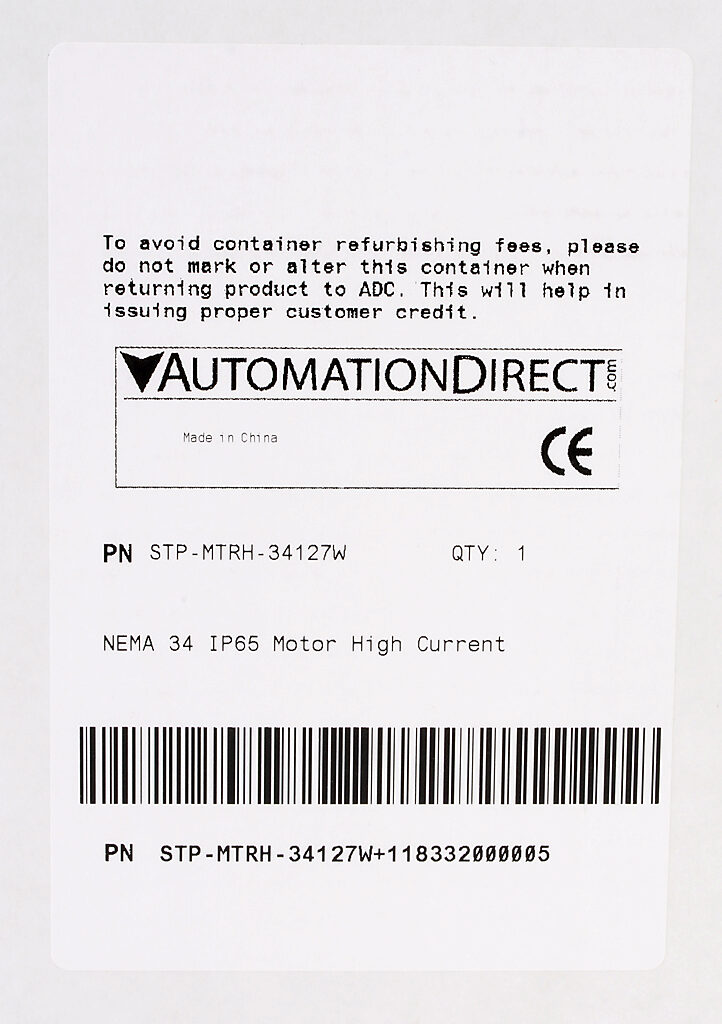 To avoid container refurbishing fees, please
do not mark or alter this container when
returning product to ADC. This will help in
issuing proper customer credit.
AUTOMATIONDIRECT.com
Made in China
CE
PN STP-MTRH-34127W QTY: 1
NEMA 34 IP65 Motor High Current
PN STP-MTRH-34127W+118332000005